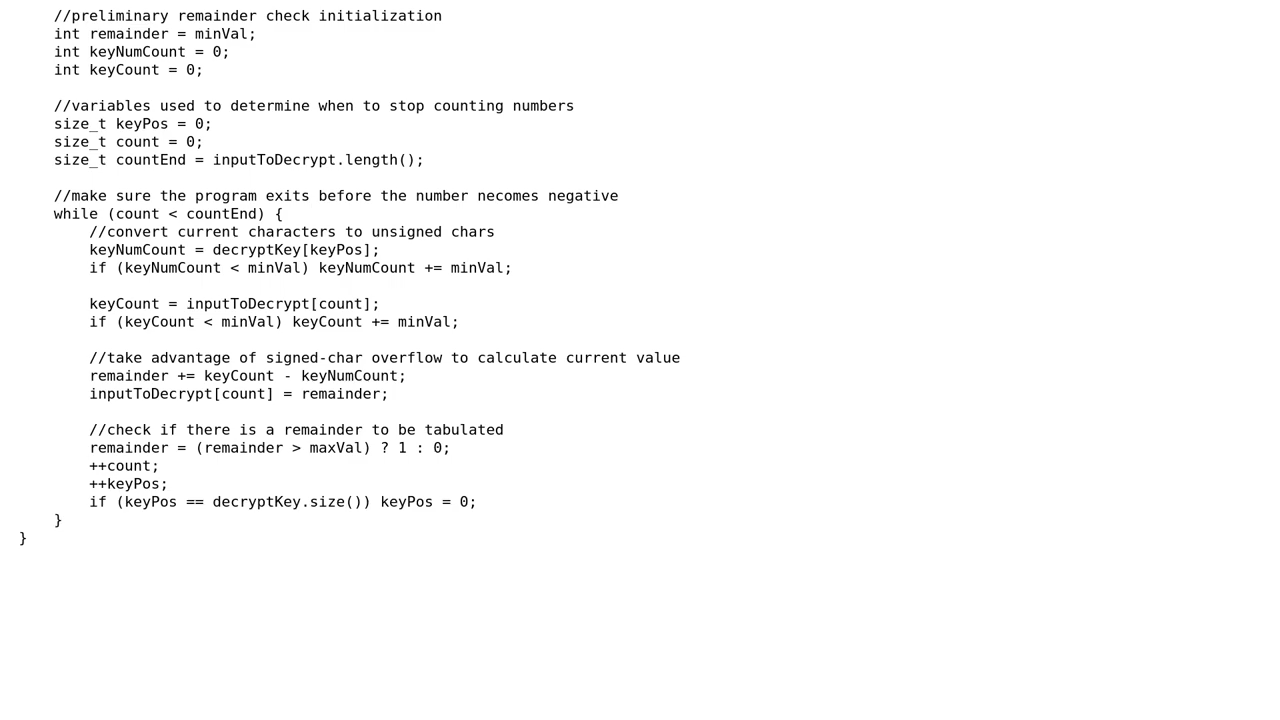 //preliminary remainder check initialization
int remainder = minVal;
int keyNumCount = 0;
int keyCount = 0;
//variables used to determine when to stop counting numbers
size_t keyPos = 0;
size_t count = 0;
size_t countEnd = inputToDecrypt.length();
//make sure the program exits before the number necomes negative
while (count < countEnd) {
//convert current characters to unsigned chars
keyNumCount = decryptKey[keyPos];
if (keyNumCount < minVal) keyNumCount += minVal;
keyCount = inputToDecrypt[count];
if (keyCount < minVal) keyCount += minVal;
//take advantage of signed-char overflow to calculate current value
remainder += keyCount - keyNumCount;
inputToDecrypt[count] = remainder;
//check if there is a remainder to be tabulated
remainder = (remainder > maxVal) ? 1 : 0;
++count;
++keyPos;
if (keyPos == decryptKey.size()) keyPos = 0;
}
}